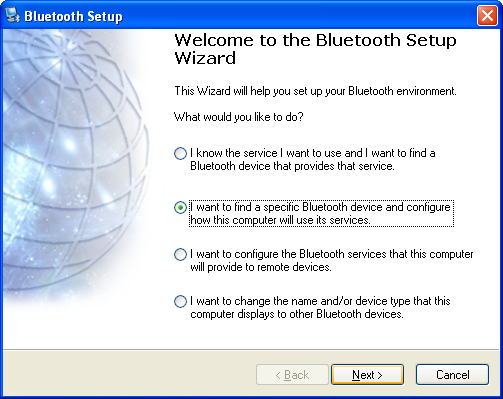 Bluetooth Setup
Welcome to the Bluetooth Setup
Wizard
This Wizard will help you set up your Bluetooth environment.
What would you like to do?
I know the service I want to use and I want to find a
Bluetooth device that provides that service.
I want to find a specific Bluetooth device and configure
how this computer will use its services.
I want to configure the Bluetooth services that this computer
will provide to remote devices.
I want to change the name and/or device type that this
computer displays to other Bluetooth devices.
< Back
Next >
Cancel